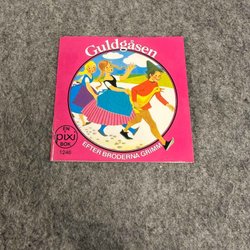 Guldgåsen
EN
pixi
BOK
1246
EFTER BRÖDERNA GRIMM